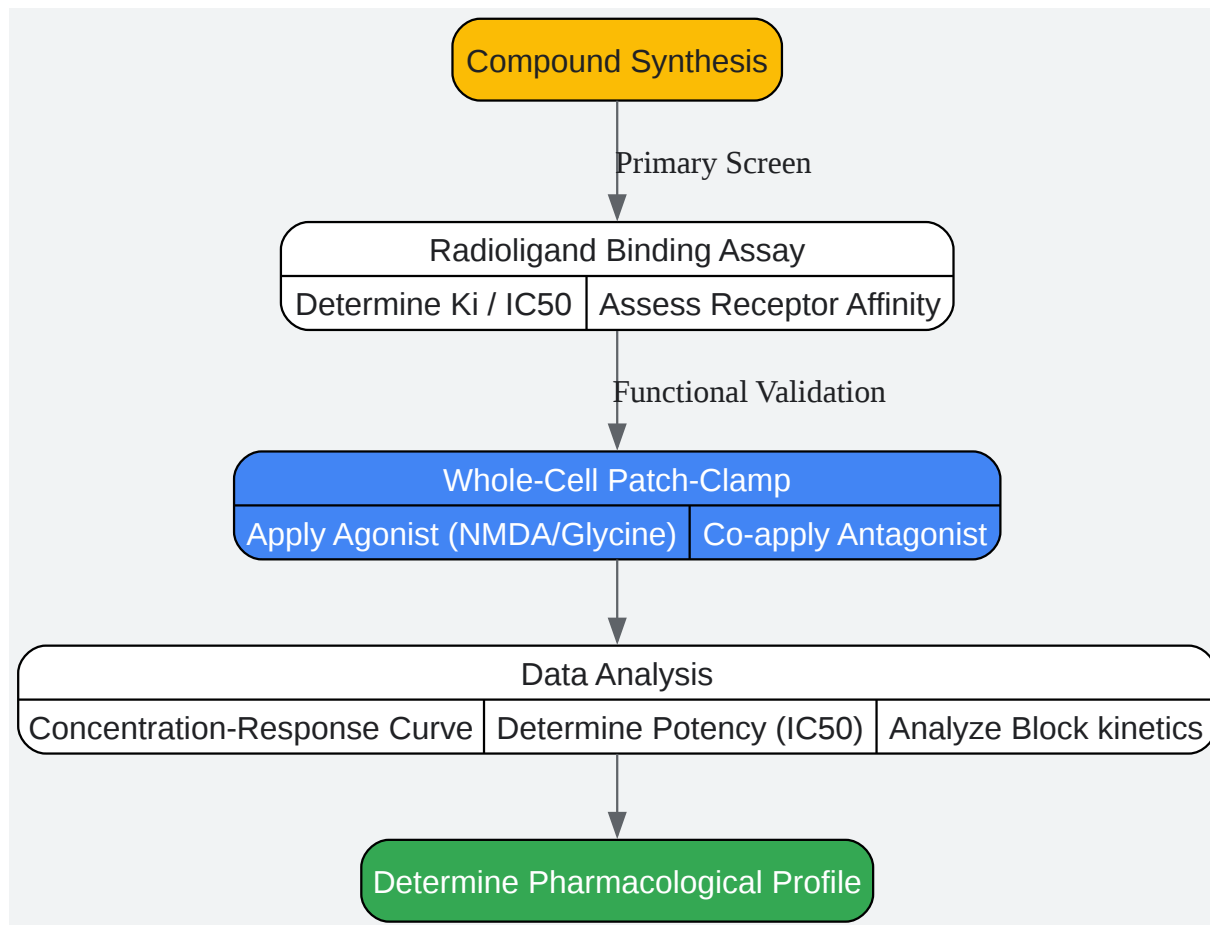 Compound Synthesis
Primary Screen
Radioligand Binding Assay
Determine Ki / IC50
Assess Receptor Affinity
Functional Validation
Whole-Cell Patch-Clamp
Apply Agonist (NMDA/Glycine)
Co-apply Antagonist
Data Analysis
Concentration-Response Curve
Determine Potency (IC50)
Analyze Block kinetics
Determine Pharmacological Profile